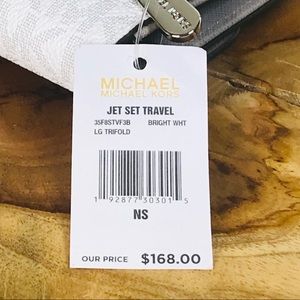 MICHAEL
MICHAEL KORS
JET SET TRAVEL
35F8STVF3B BRIGHT WHT
LG TRIFOLD
1 92877 30301 5
NS
OUR PRICE $168.00